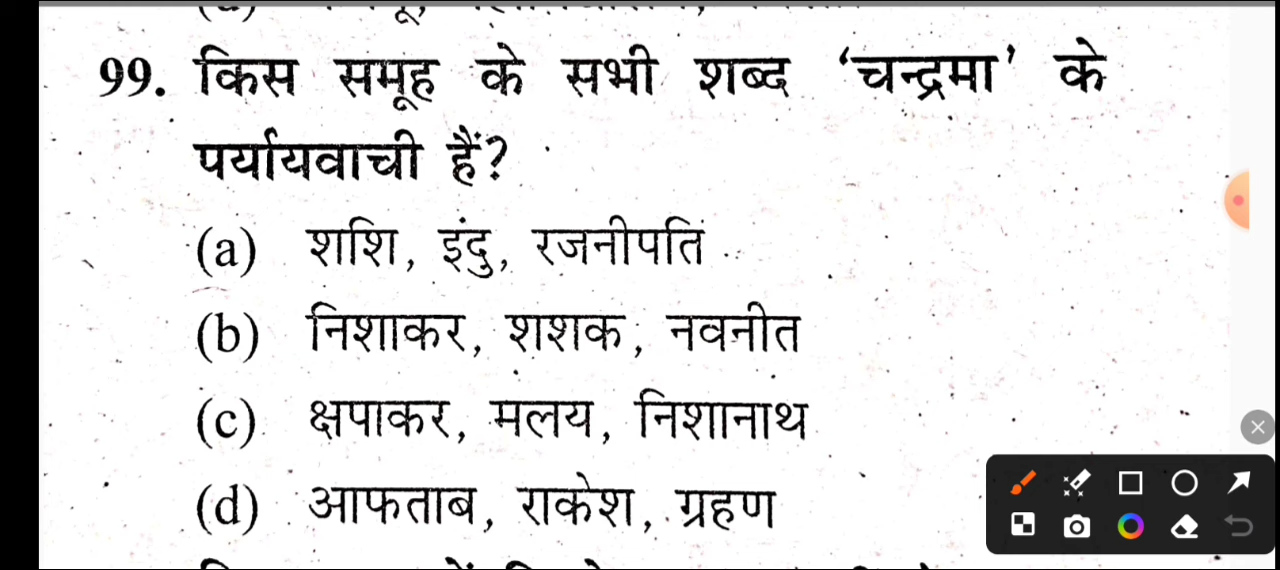 99. किस समूह के सभी शब्द ‘चन्द्रमा’ के
पर्यायवाची हैं?
(a) शशि, इंदु, रजनीपति
(b) निशाकर, शशक, नवनीत
(c) क्षपाकर, मलय, निशानाथ
(d) आफताब, राकेश, ग्रहण